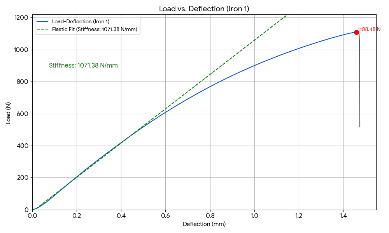 Load vs. Deflection (Iron 1)
Load-Deflection (Iron 1)
Elastic Fit (Stiffness: 1071.38 N/mm)
Stiffness: 1071.38 N/mm
1200
1000
800
600
400
200
0
Load (N)
0.0 0.2 0.4 0.6 0.8 1.0 1.2 1.4
Deflection (mm)